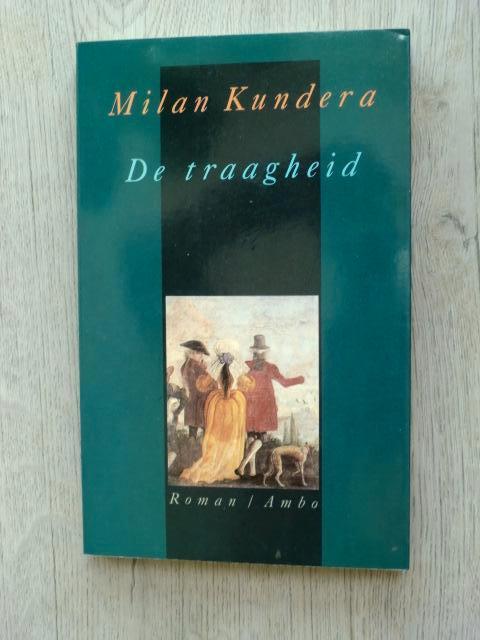 Milan Kundera
De traagheid
Roman / Ambo